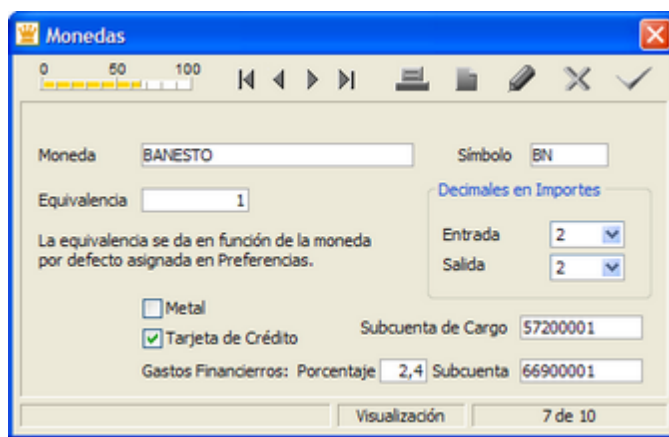 Monedas
0 50 100
Moneda BANESTO Símbolo BN
Equivalencia 1 Decimales en Importes
La equivalencia se da en función de la moneda
por defecto asignada en Preferencias.
Entrada 2
Salida 2
Metal
Tarjeta de Crédito Subcuenta de Cargo 57200001
Gastos Financierros: Porcentaje 2,4 Subcuenta 66900001
Visualización 7 de 10